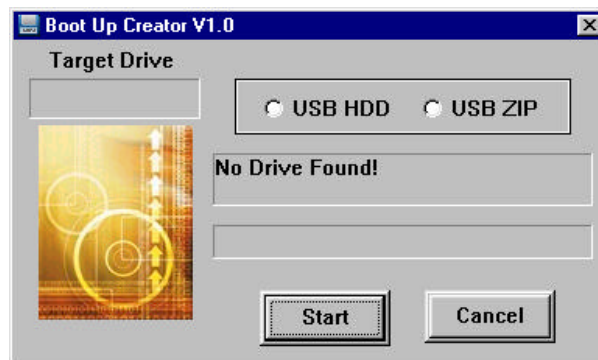 Boot Up Creator V1.0
Target Drive
USB HDD USB ZIP
No Drive Found!
Start Cancel